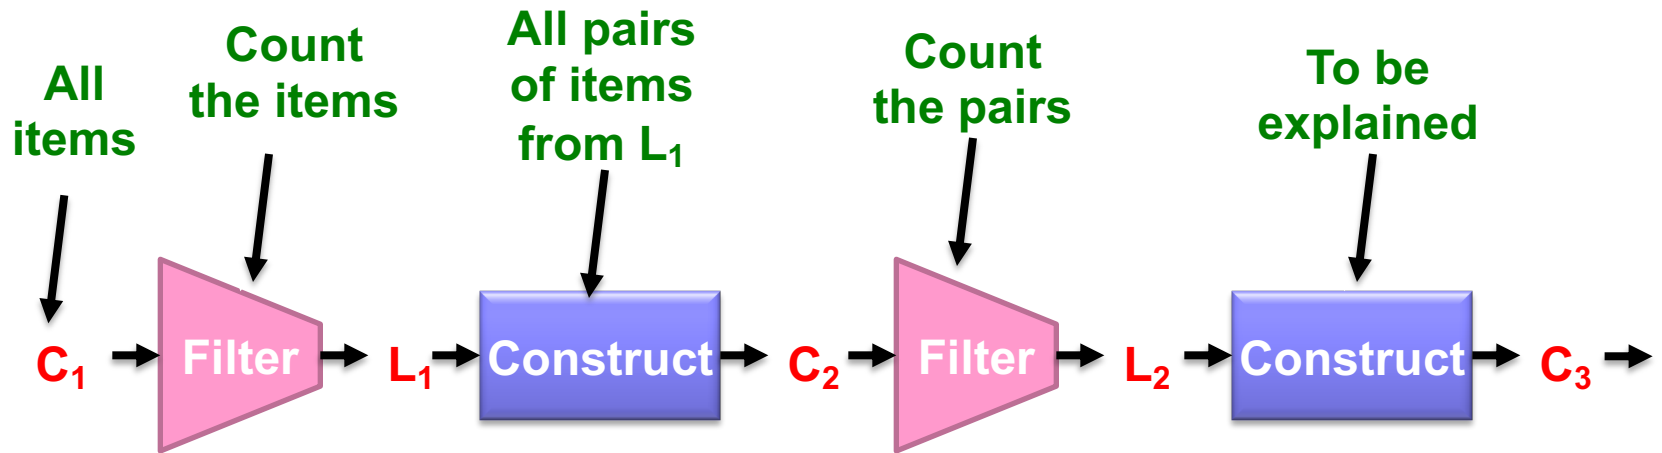 All
items
Count
the items
All pairs
of items
from L₁
Count
the pairs
To be
explained
C₁
Filter
L₁
Construct
C₂
Filter
L₂
Construct
C₃